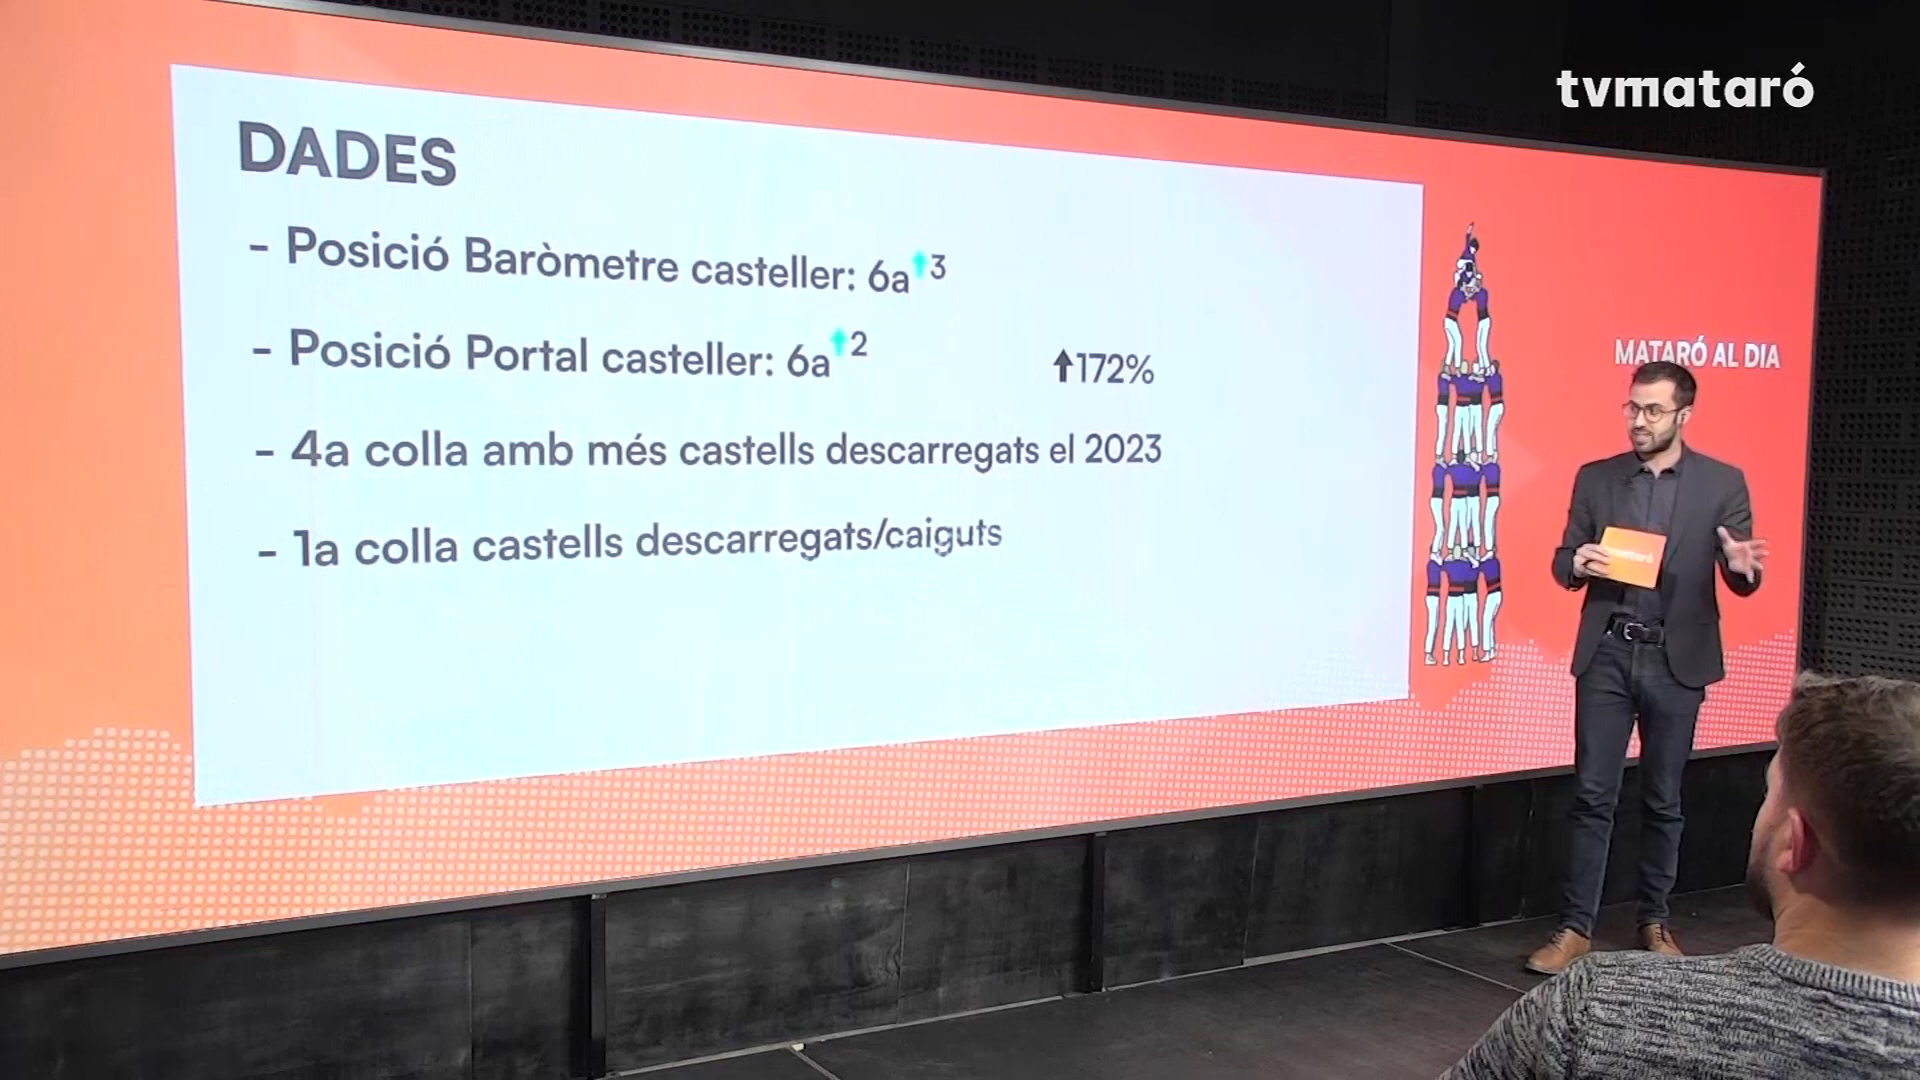 tvmataró
DADES
- Posició Baròmetre casteller: 6a↑3
- Posició Portal casteller: 6a↑2
↑172%
- 4a colla amb més castells descarregats el 2023
- 1a colla castells descarregats/caiguts
MATARÓ AL DIA
tvmataró